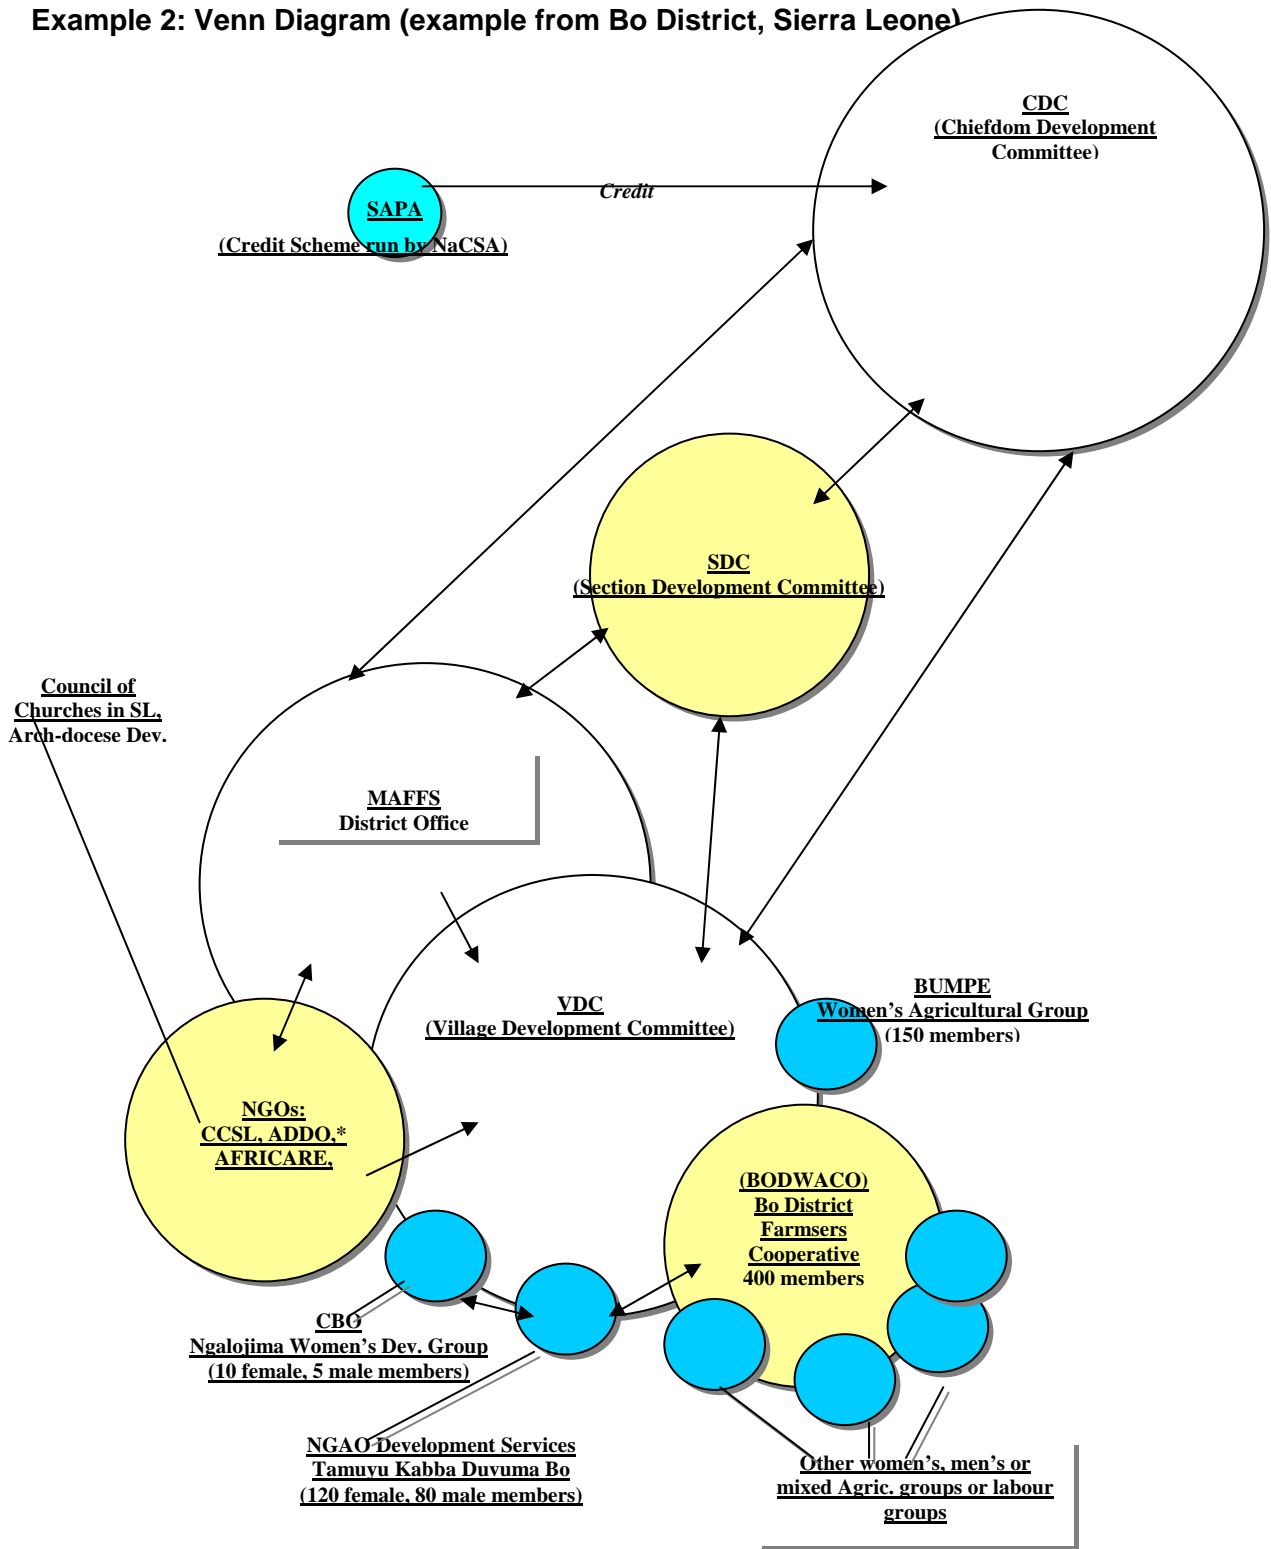 Example 2: Venn Diagram (example from Bo District, Sierra Leone)
CDC
(Chiefdom Development
Committee)
Credit
SAPA
(Credit Scheme run by NaCSA)
SDC
(Section Development Committee)
Council of
Churches in SL,
Arch-docese Dev.
MAFFS
District Office
VDC
(Village Development Committee)
BUMPE
Women's Agricultural Group
(150 members)
NGOs:
CCSL, ADDO,*
AFRICARE,
(BODWACO)
Bo District
Farmsers
Cooperative
400 members
CBO
Ngalojima Women's Dev. Group
(10 female, 5 male members)
NGAO Development Services
Tamuyu Kabba Duvuma Bo
(120 female, 80 male members)
Other women's, men's or
mixed Agric. groups or labour
groups